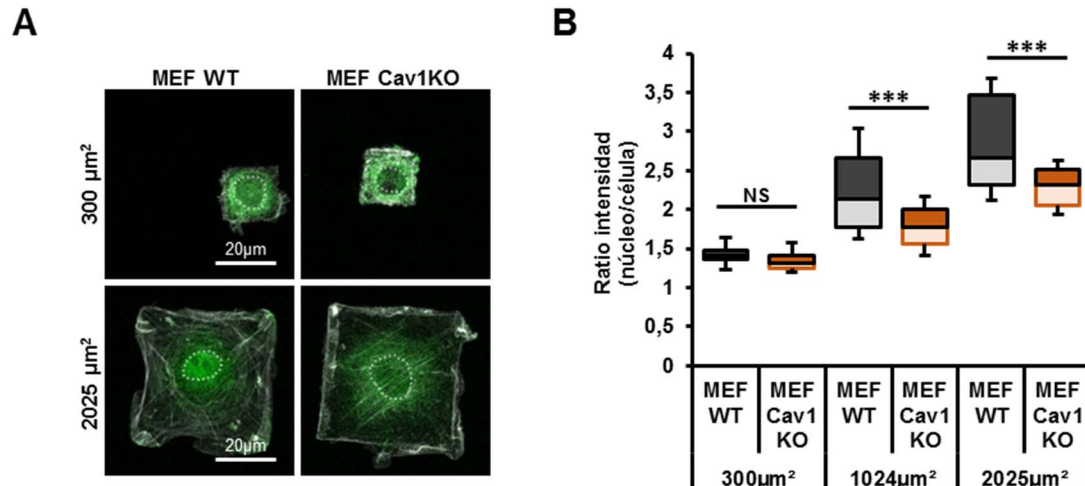 A
MEF WT
MEF Cav1KO
300 µm²
20µm
2025 µm²
20µm
B
Ratio intensidad
(núcleo/célula)
4
3,5
3
2,5
2
1,5
1
0,5
0
NS
***
***
MEF
WT
MEF
Cav1
KO
MEF
WT
MEF
Cav1
KO
MEF
WT
MEF
Cav1
KO
300µm²
1024µm²
2025µm²